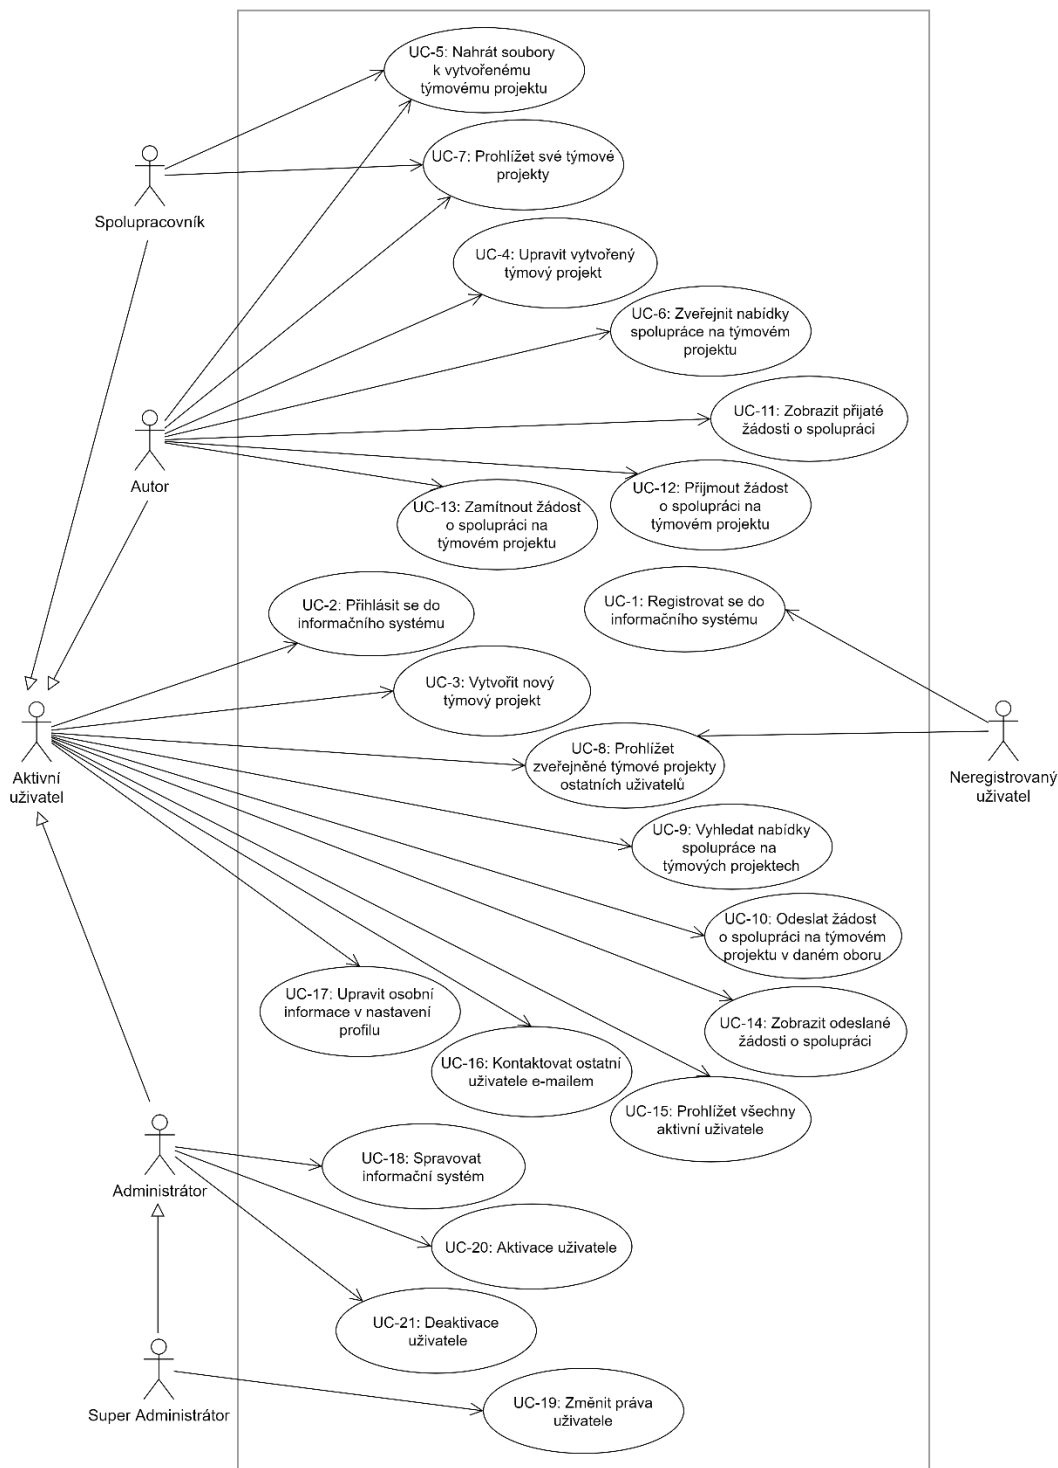 UC-5: Nahrát soubory
k vytvořenému
týmovému projektu
UC-7: Prohlížet své týmové
projekty
Spolupracovník
UC-4: Upravit vytvořený
týmový projekt
UC-6: Zveřejnit nabídky
spolupráce na týmovém
projektu
UC-11: Zobrazit přijaté
žádosti o spolupráci
Autor
UC-12: Přijmout žádost
o spolupráci na
týmovém projektu
UC-13: Zamítnout žádost
o spolupráci na
týmovém projektu
UC-2: Přihlásit se do
informačního systému
UC-1: Registrovat se do
informačního systému
UC-3: Vytvořit nový
týmový projekt
Aktivní
uživatel
UC-8: Prohlížet
zveřejněné týmové projekty
ostatních uživatelů
Neregistrovaný
uživatel
UC-9: Vyhledat nabídky
spolupráce na
týmových projektech
UC-10: Odeslat žádost
o spolupráci na týmovém
projektu v daném oboru
UC-17: Upravit osobní
informace v nastavení
profilu
UC-14: Zobrazit odeslané
žádosti o spolupráci
UC-16: Kontaktovat ostatní
uživatele e-mailem
UC-15: Prohlížet všechny
aktivní uživatele
Administrátor
UC-18: Spravovat
informační systém
UC-20: Aktivace uživatele
UC-21: Deaktivace
uživatele
Super Administrátor
UC-19: Změnit práva
uživatele